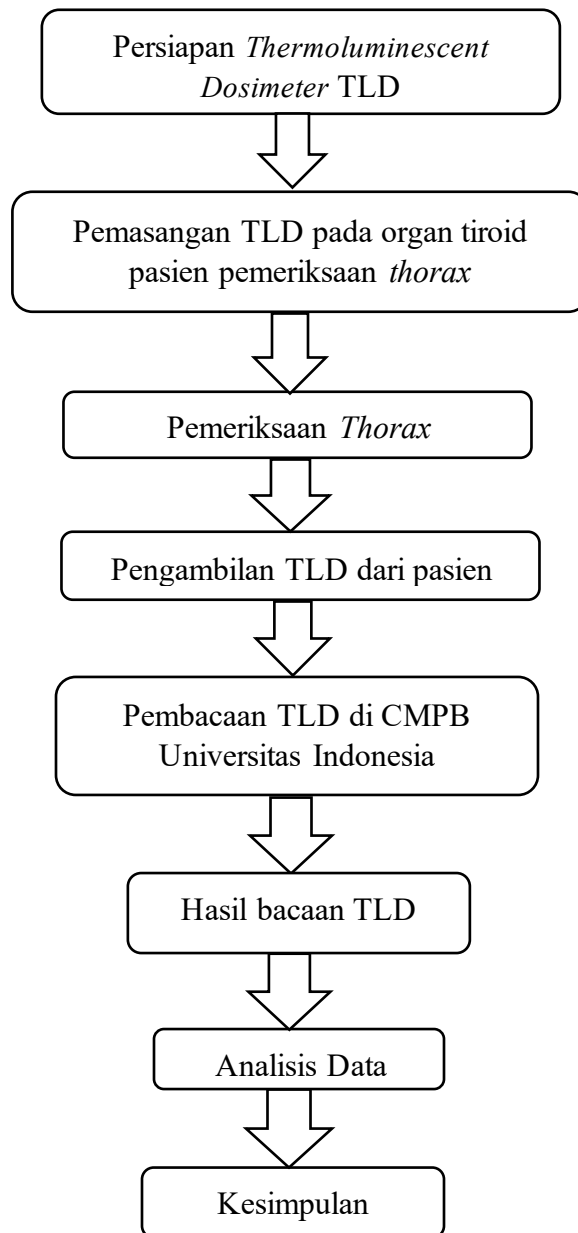 Persiapan Thermoluminescent
Dosimeter TLD
Pemasangan TLD pada organ tiroid
pasien pemeriksaan thorax
Pemeriksaan Thorax
Pengambilan TLD dari pasien
Pembacaan TLD di CMPB
Universitas Indonesia
Hasil bacaan TLD
Analisis Data
Kesimpulan